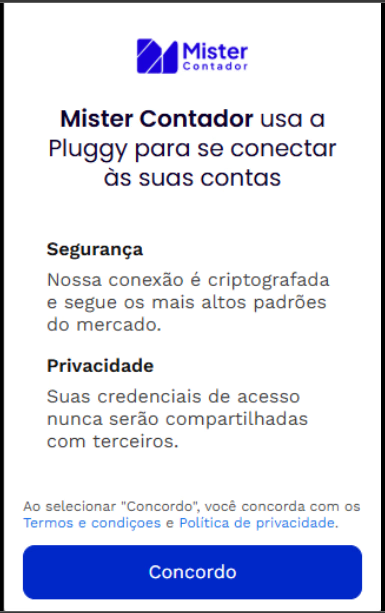 Mister
Contador
Mister Contador usa a
Pluggy para se conectar
às suas contas
Segurança
Nossa conexão é criptografada
e segue os mais altos padrões
do mercado.
Privacidade
Suas credenciais de acesso
nunca serão compartilhadas
com terceiros.
Ao selecionar "Concordo", você concorda com os
Termos e condiçoes e Política de privacidade.
Concordo